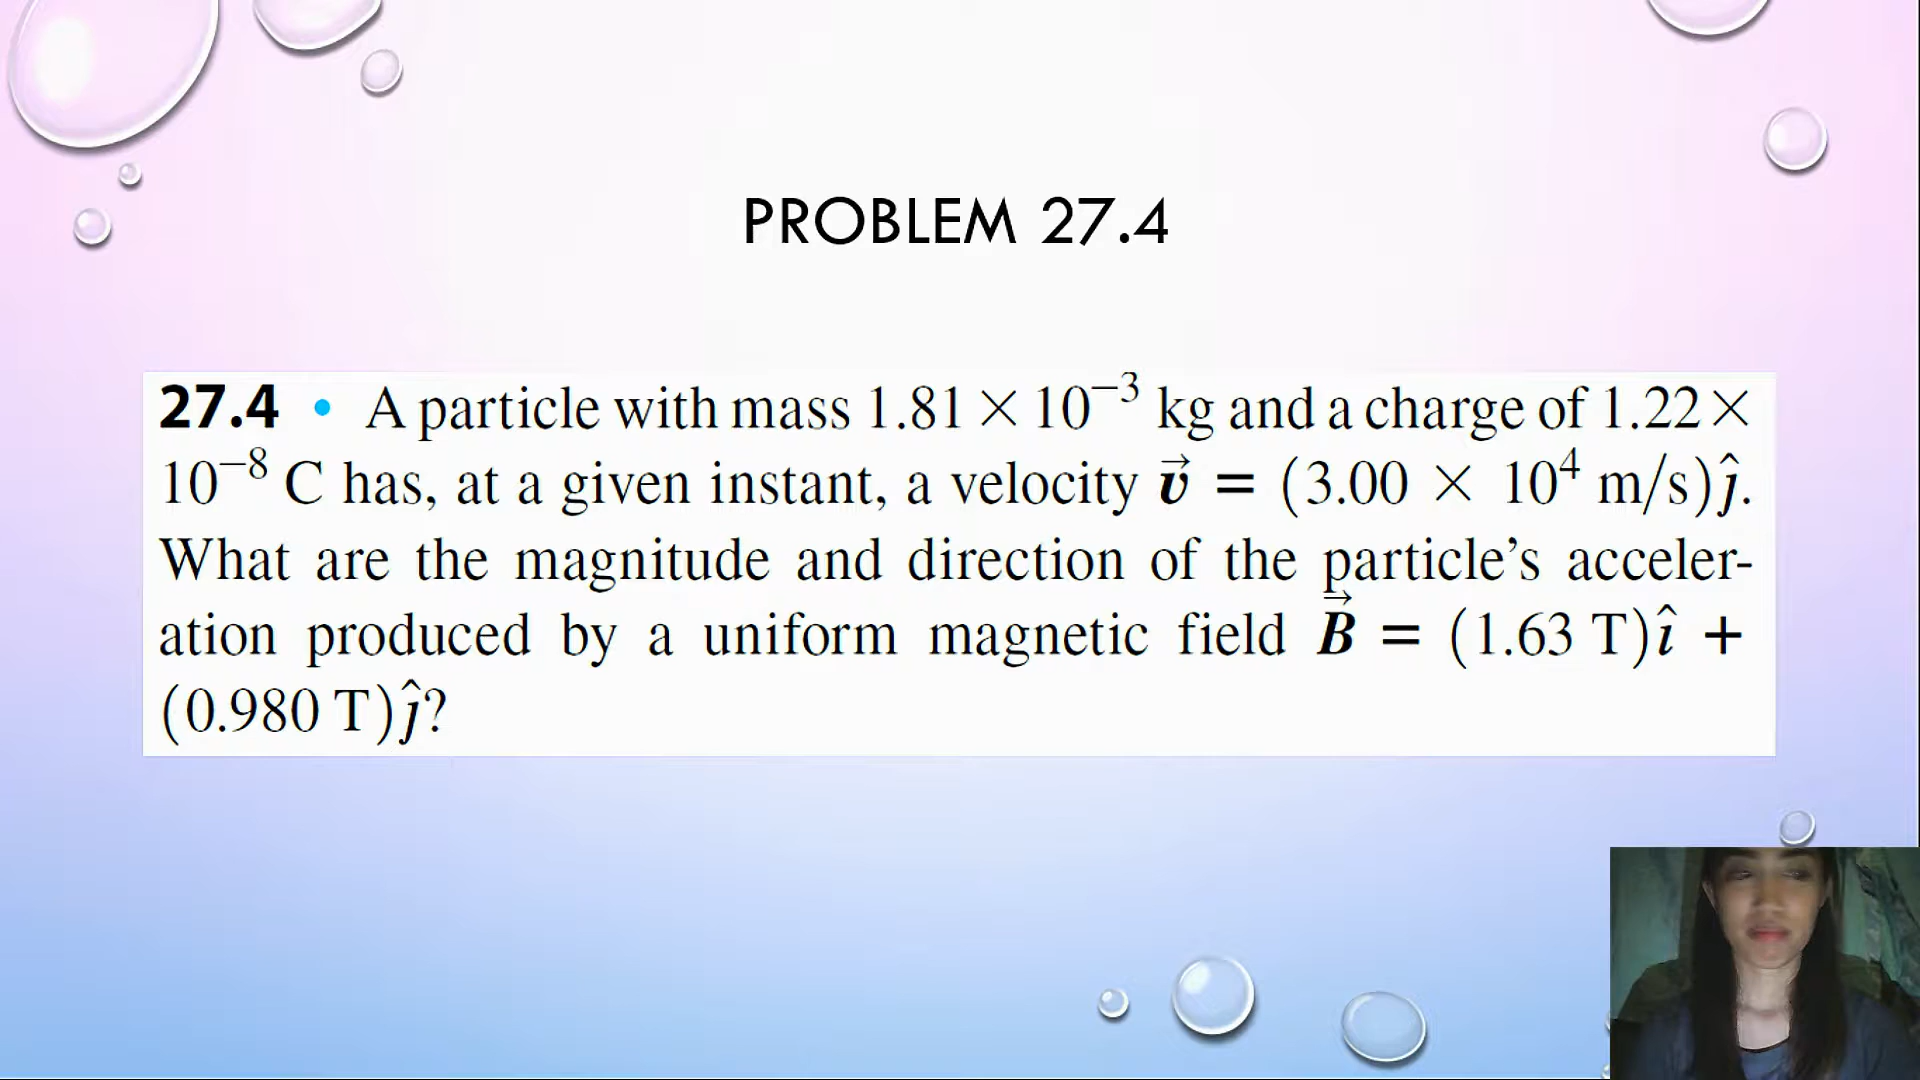 PROBLEM 27.4
27.4 • A particle with mass 1.81 × 10⁻³ kg and a charge of 1.22 ×
10⁻⁸ C has, at a given instant, a velocity v⃗ = (3.00 × 10⁴ m/s)ĵ.
What are the magnitude and direction of the particle’s acceler-
ation produced by a uniform magnetic field B⃗ = (1.63 T)î +
(0.980 T)ĵ?